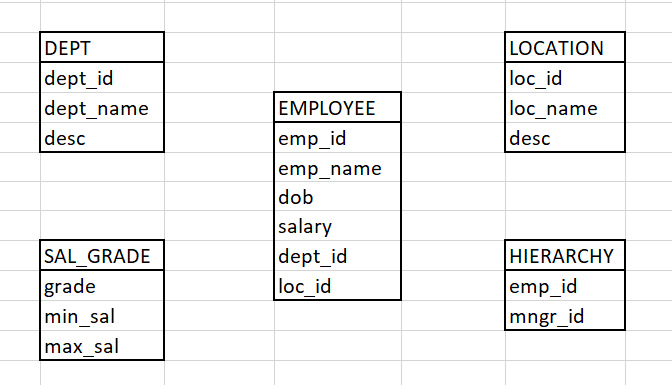 DEPT
dept_id
dept_name
desc
SAL_GRADE
grade
min_sal
max_sal
EMPLOYEE
emp_id
emp_name
dob
salary
dept_id
loc_id
LOCATION
loc_id
loc_name
desc
HIERARCHY
emp_id
mngr_id